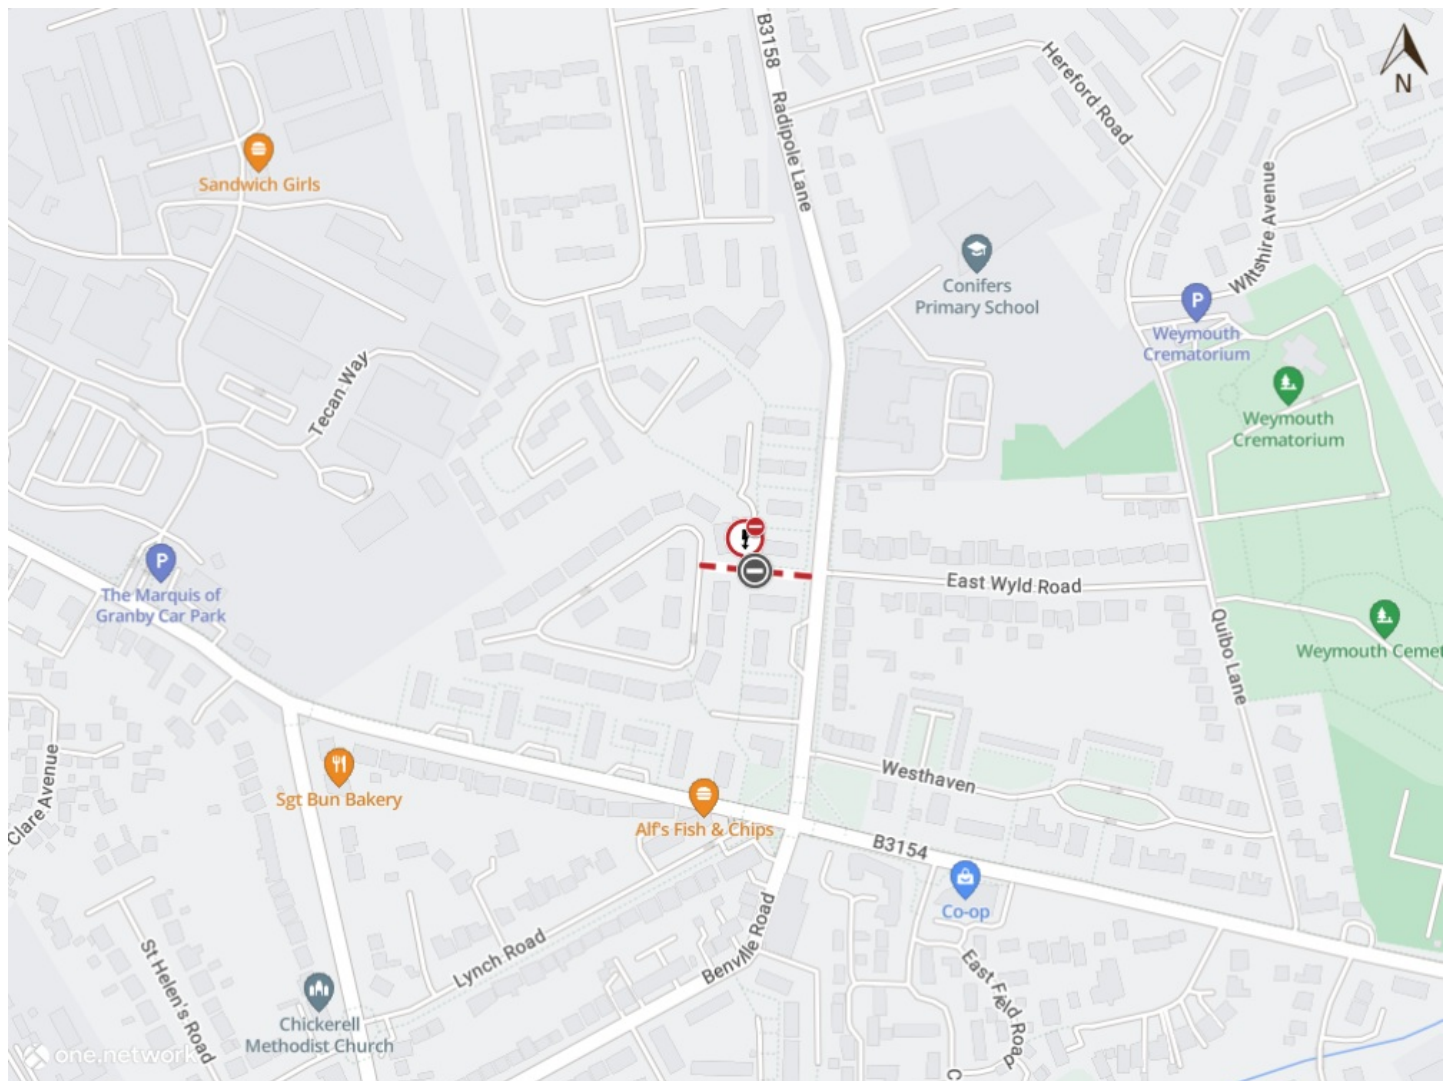 B3158
Radipole Lane
Hereford Road
N
Sandwich Girls
Wiltshire Avenue
Conifers
Primary School
P
Weymouth
Crematorium
Tecan Way
Weymouth
Crematorium
P
The Marquis of
Granby Car Park
East Wyld Road
Quibo Lane
Weymouth Cemet
Clare Avenue
Sgt Bun Bakery
Westhaven
Alf's Fish & Chips
B3154
Co-op
Benville Road
Lynch Road
St Helen's Road
East Field Road
Chickerell
Methodist Church
one.network